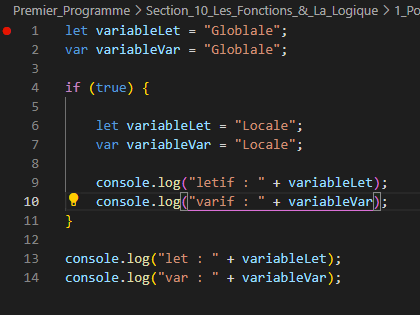 Premier_Programme > Section_10_Les_Fonctions_&_La_Logique > 1_Po
1 let variableLet = "Globlale";
2 var variableVar = "Globlale";
3
4 if (true) {
5
6 let variableLet = "Locale";
7 var variableVar = "Locale";
8
9 console.log("letif : " + variableLet);
10 console.log("varif : " + variableVar);
11 }
12
13 console.log("let : " + variableLet);
14 console.log("var : " + variableVar);